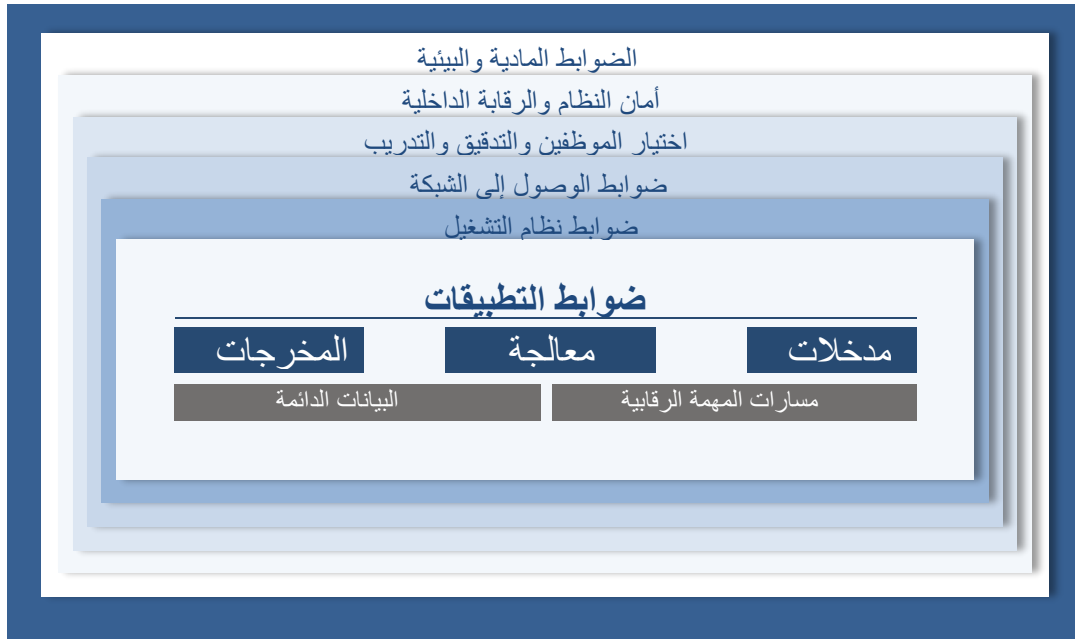 الضوابط المادية والبيئية
أمان النظام والرقابة الداخلية
اختيار الموظفين والتدقيق والتدريب
ضوابط الوصول إلى الشبكة
ضوابط نظام التشغيل
ضوابط التطبيقات
مدخلات معالجة المخرجات
مسارات المهمة الرقابية البيانات الدائمة